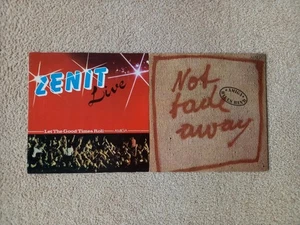 ZENIT
Live
Let The Good Times Roll
Not
fade
away